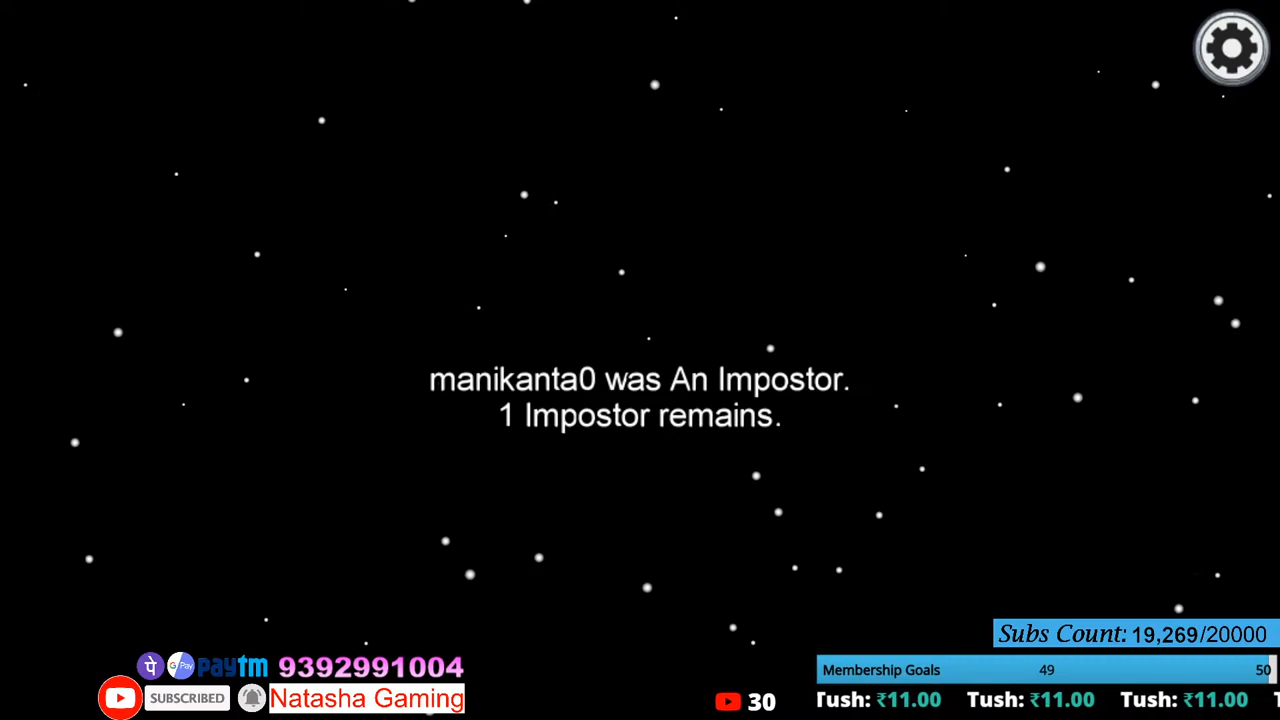 manikanta0 was An Impostor.
1 Impostor remains.
Subs Count: 19,269/20000
पे G Pay paytm 9392991004
Membership Goals 49 50
SUBSCRIBED Natasha Gaming
30
Tush: ₹11.00 Tush: ₹11.00 Tush: ₹11.00